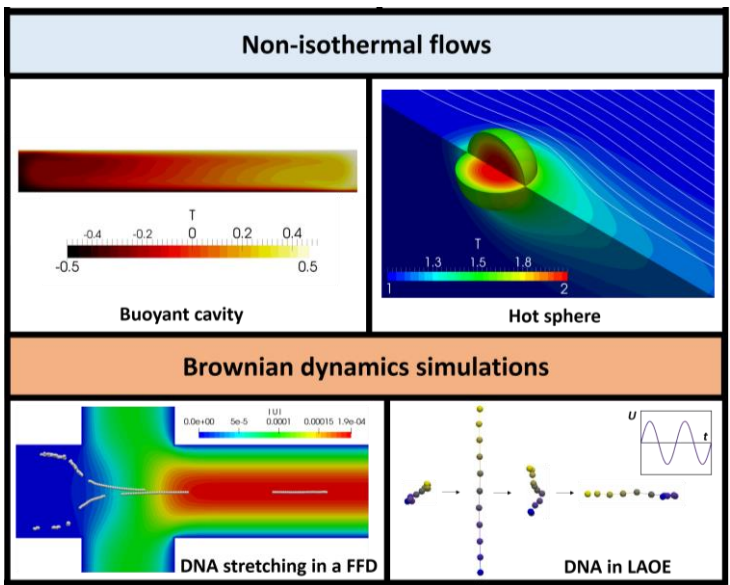 Non-isothermal flows
T
-0.4 -0.2 0 0.2 0.4
-0.5 0.5
Buoyant cavity
T
1.3 1.5 1.8
1 2
Hot sphere
Brownian dynamics simulations
|U|
0.0e+00 5e-5 0.0001 0.00015 1.9e-04
DNA stretching in a FFD
U
t
DNA in LAOE